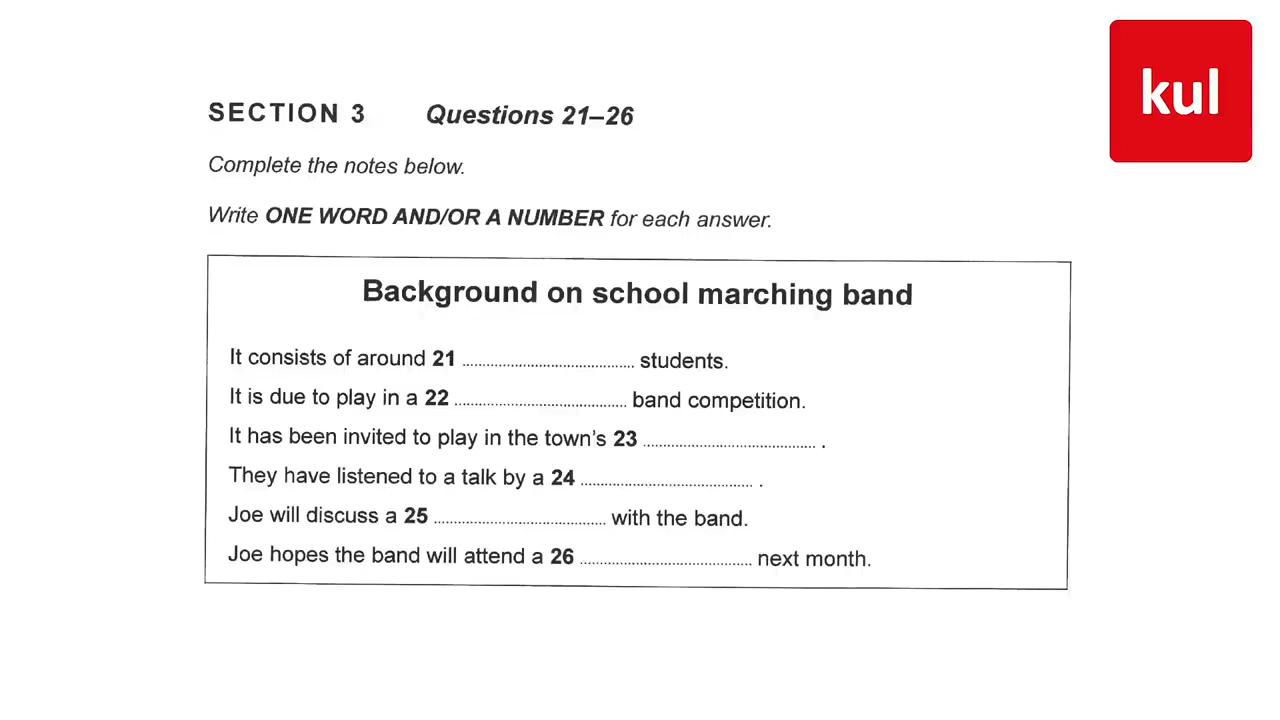 kul
SECTION 3 Questions 21–26
Complete the notes below.
Write ONE WORD AND/OR A NUMBER for each answer.
Background on school marching band
It consists of around 21 .................................... students.
It is due to play in a 22 .................................... band competition.
It has been invited to play in the town's 23 .................................... .
They have listened to a talk by a 24 .................................... .
Joe will discuss a 25 .................................... with the band.
Joe hopes the band will attend a 26 .................................... next month.